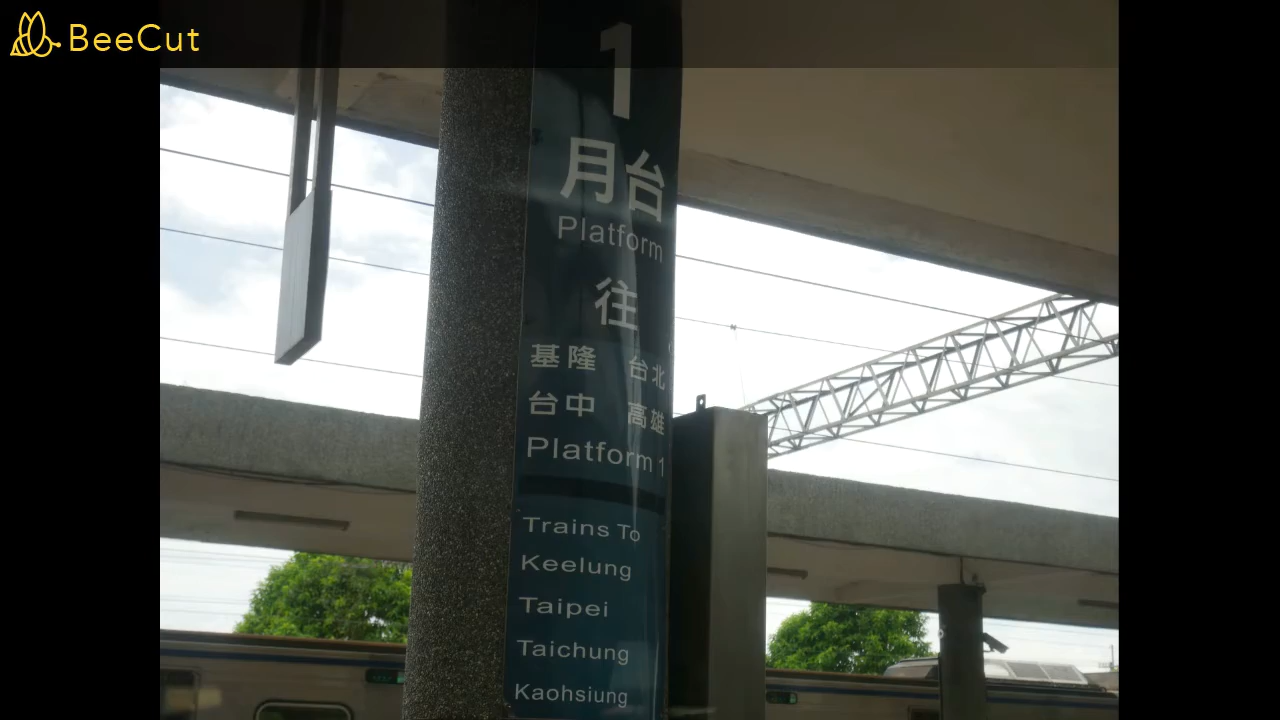 BeeCut
1
月台
Platform
往
基隆 台北
台中 高雄
Platform 1
Trains To
Keelung
Taipei
Taichung
Kaohsiung